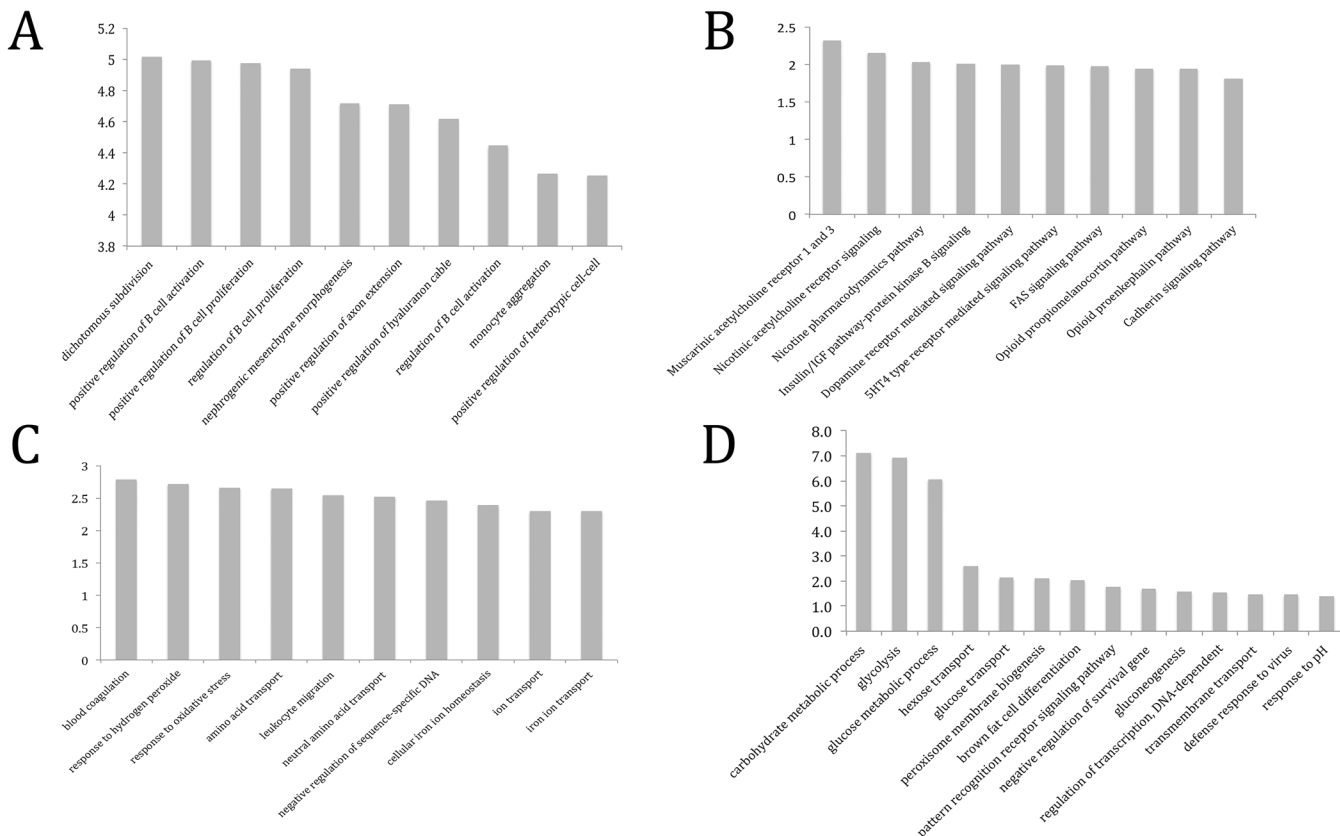 A
5.2
5
4.8
4.6
4.4
4.2
4
3.8
dichotomous subdivision
positive regulation of B cell activation
positive regulation of B cell proliferation
regulation of B cell proliferation
nephrogenic mesenchyme morphogenesis
positive regulation of axon extension
positive regulation of hyaluranon cable
regulation of B cell activation
monocyte aggregation
positive regulation of heterotypic cell-cell
B
2.5
2
1.5
1
0.5
0
Muscarinic acetylcholine receptor 1 and 3
Nicotinic acetylcholine receptor signaling
Nicotine pharmacodynamics pathway
Insulin/IGF pathway-protein kinase B signaling
Dopamine receptor mediated signaling pathway
5HT4 type receptor mediated signaling pathway
FAS signaling pathway
Opioid proopiomelanocortin pathway
Opioid proenkephalin pathway
Cadherin signaling pathway
C
3
2.5
2
1.5
1
0.5
0
blood coagulation
response to hydrogen peroxide
response to oxidative stress
amino acid transport
leukocyte migration
neutral amino acid transport
negative regulation of sequence-specific DNA
cellular iron ion homeostasis
ion transport
iron ion transport
D
8.0
7.0
6.0
5.0
4.0
3.0
2.0
1.0
0.0
carbohydrate metabolic process
glycolysis
glucose metabolic process
hexose transport
glucose transport
peroxisome membrane biogenesis
brown fat cell differentiation
pattern recognition receptor signaling pathway
negative regulation of survival gene
gluconeogenesis
regulation of transcription, DNA-dependent
transmembrane transport
defense response to virus
response to pH